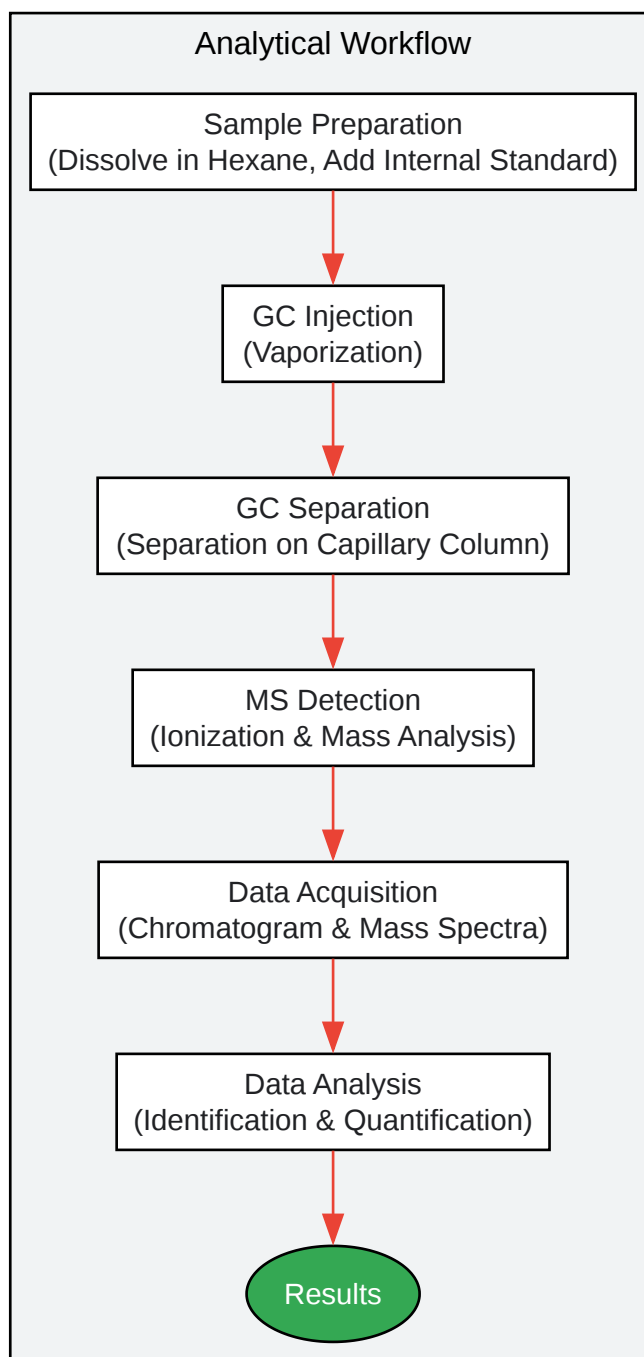 Analytical Workflow
Sample Preparation
(Dissolve in Hexane, Add Internal Standard)
GC Injection
(Vaporization)
GC Separation
(Separation on Capillary Column)
MS Detection
(Ionization & Mass Analysis)
Data Acquisition
(Chromatogram & Mass Spectra)
Data Analysis
(Identification & Quantification)
Results